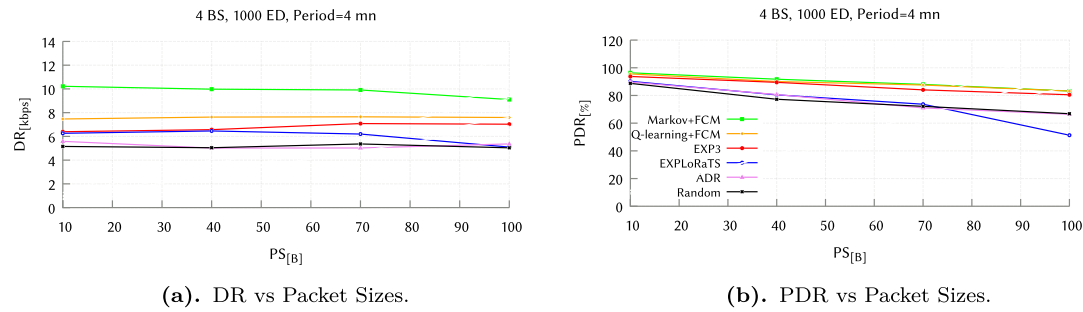 4 BS, 1000 ED, Period=4 mn
DR[kbps]
14
12
10
8
6
4
2
0
10 20 30 40 50 60 70 80 90 100
PS[B]
(a). DR vs Packet Sizes.
4 BS, 1000 ED, Period=4 mn
PDR[%]
120
100
80
60
40
20
0
Markov+FCM
Q-learning+FCM
EXP3
EXPLoRaTS
ADR
Random
10 20 30 40 50 60 70 80 90 100
PS[B]
(b). PDR vs Packet Sizes.